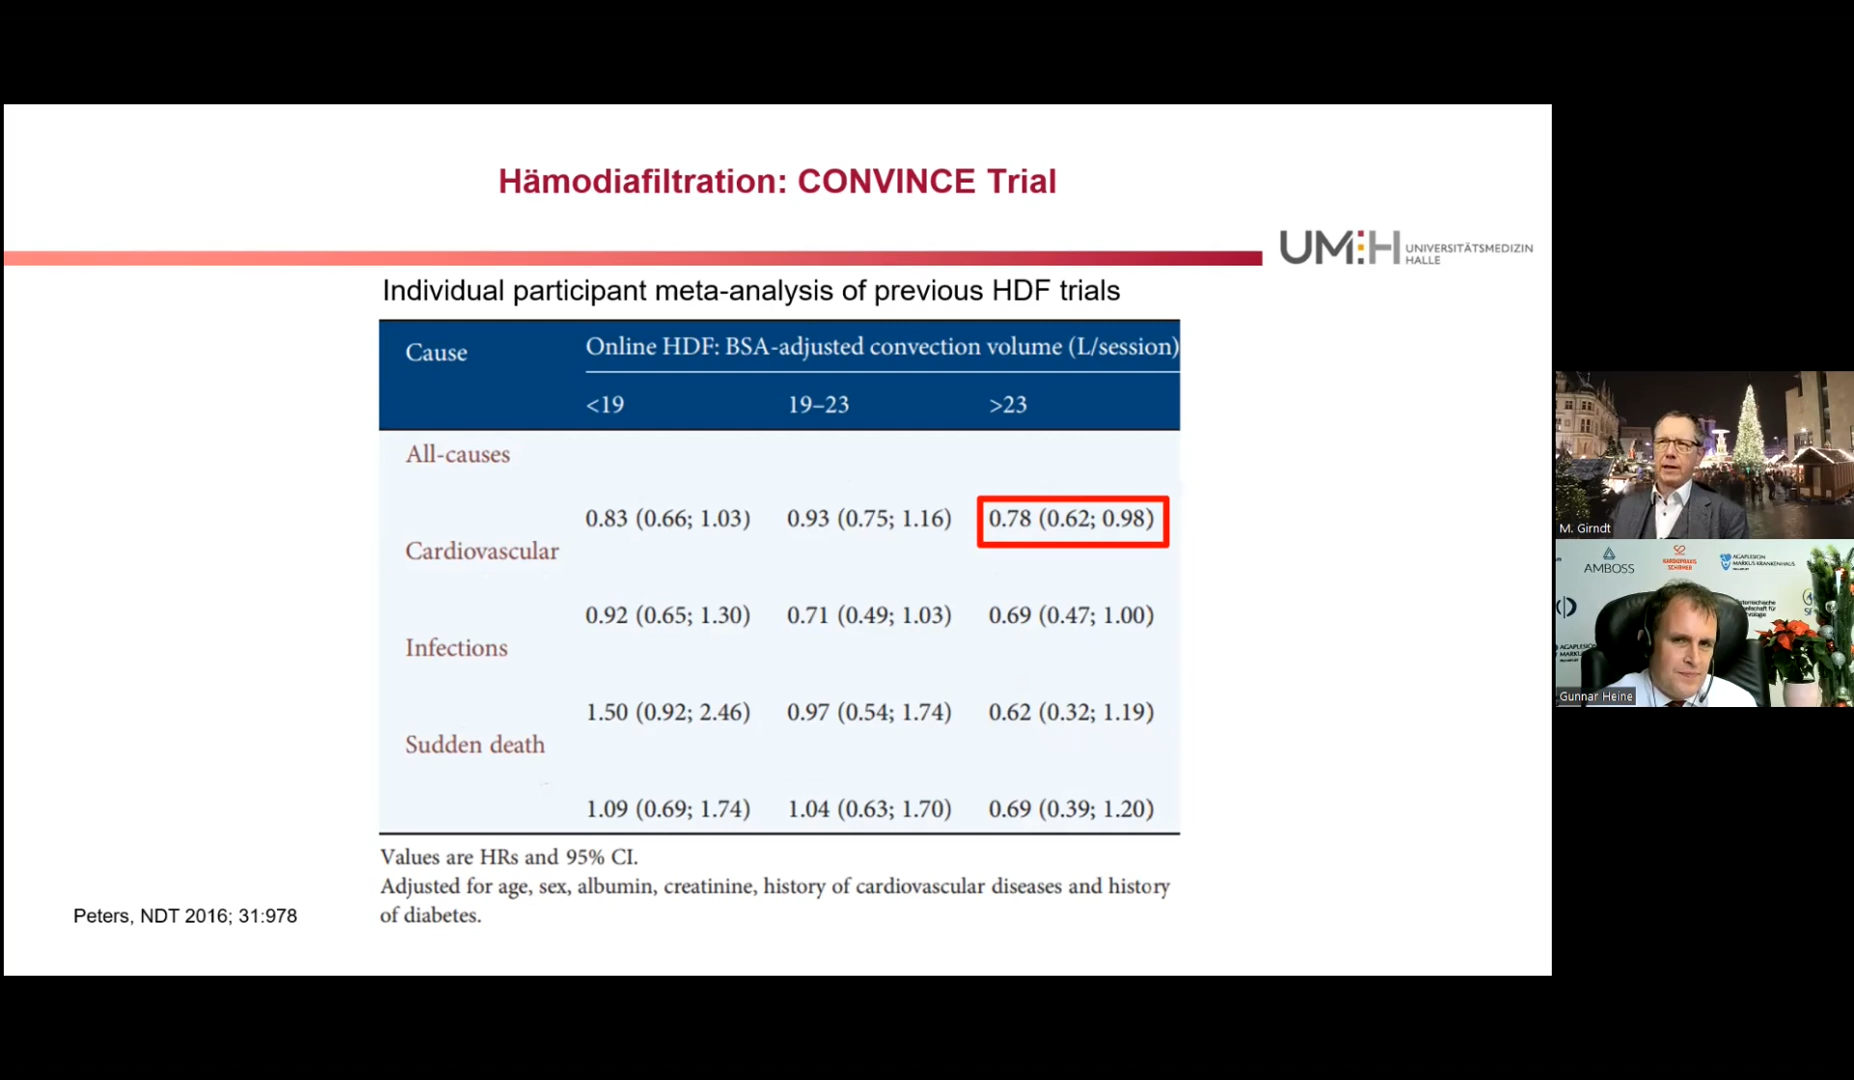 Hämodiafiltration: CONVINCE Trial
UM:H UNIVERSITÄTSMEDIZIN
HALLE
Individual participant meta-analysis of previous HDF trials
Cause
Online HDF: BSA-adjusted convection volume (L/session)
<19 19–23 >23
All-causes
0.83 (0.66; 1.03) 0.93 (0.75; 1.16) 0.78 (0.62; 0.98)
Cardiovascular
0.92 (0.65; 1.30) 0.71 (0.49; 1.03) 0.69 (0.47; 1.00)
Infections
1.50 (0.92; 2.46) 0.97 (0.54; 1.74) 0.62 (0.32; 1.19)
Sudden death
1.09 (0.69; 1.74) 1.04 (0.63; 1.70) 0.69 (0.39; 1.20)
Values are HRs and 95% CI.
Adjusted for age, sex, albumin, creatinine, history of cardiovascular diseases and history
of diabetes.
Peters, NDT 2016; 31:978
M. Girndt
AMBOSS
KARDIOPRAXIS
SCHIRMER
AGAPLESION
MARKUS KRANKENHAUS
Gunnar Heine